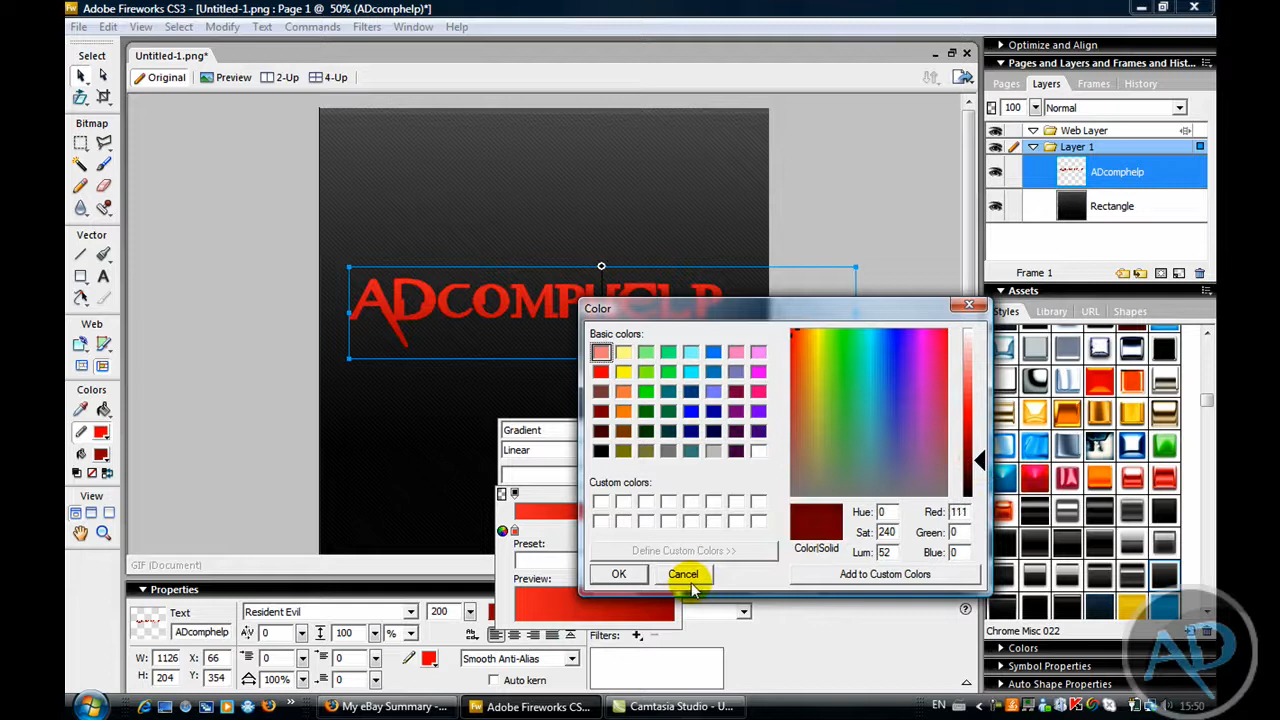 Adobe Fireworks CS3 - [Untitled-1.png : Page 1 @ 50% (ADcomphelp)*]
File Edit View Select Modify Text Commands Filters Window Help
Select
Untitled-1.png*
Original Preview 2-Up 4-Up
Bitmap
Vector
Web
Colors
View
ADCOMPHELP
GIF (Document)
Gradient
Linear
Preset:
Preview:
Color
Basic colors:
Custom colors:
Define Custom Colors >>
OK Cancel
Color|Solid
Hue: 0 Red: 111
Sat: 240 Green: 0
Lum: 52 Blue: 0
Add to Custom Colors
Optimize and Align
Pages and Layers and Frames and Hist...
Pages Layers Frames History
100 Normal
Web Layer
Layer 1
ADcomphelp
Rectangle
Frame 1
Assets
Styles Library URL Shapes
Chrome Misc 022
Colors
Symbol Properties
Auto Shape Properties
Properties
Text
ADcomphelp
Resident Evil 200
0 100 %
W: 1126 X: 66 0 0
H: 204 Y: 354 100% 0
Smooth Anti-Alias
Auto kern
Filters:
AD
My eBay Summary - ... Adobe Fireworks CS... Camtasia Studio - U...
EN 15:50